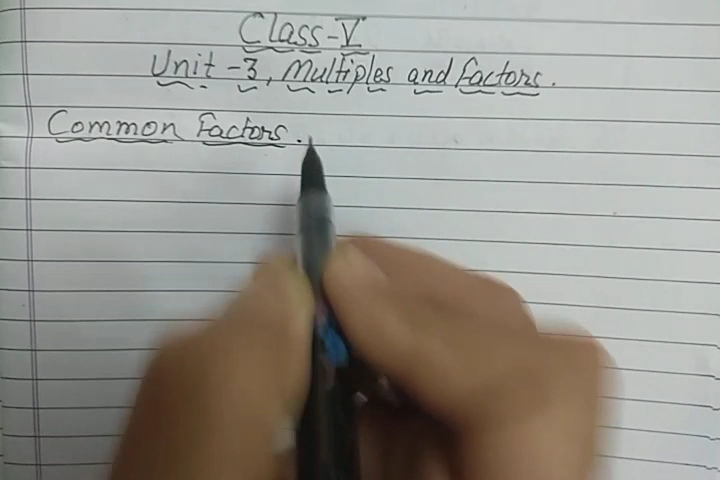 Class-V
Unit-3, Multiples and Factors.
Common Factors.